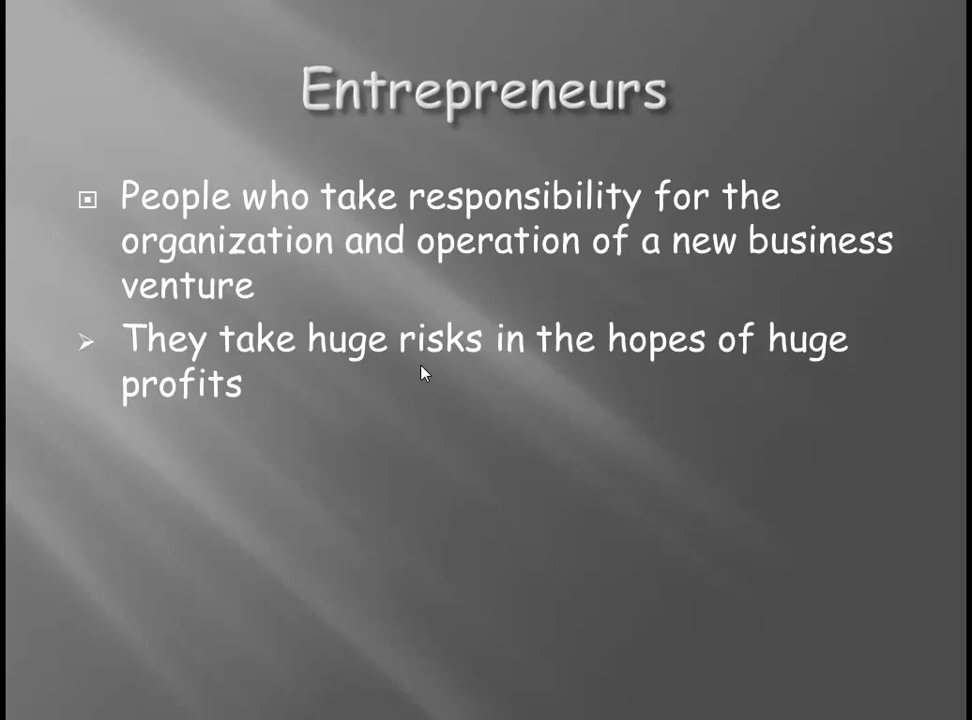 Entrepreneurs
People who take responsibility for the
organization and operation of a new business
venture
They take huge risks in the hopes of huge
profits